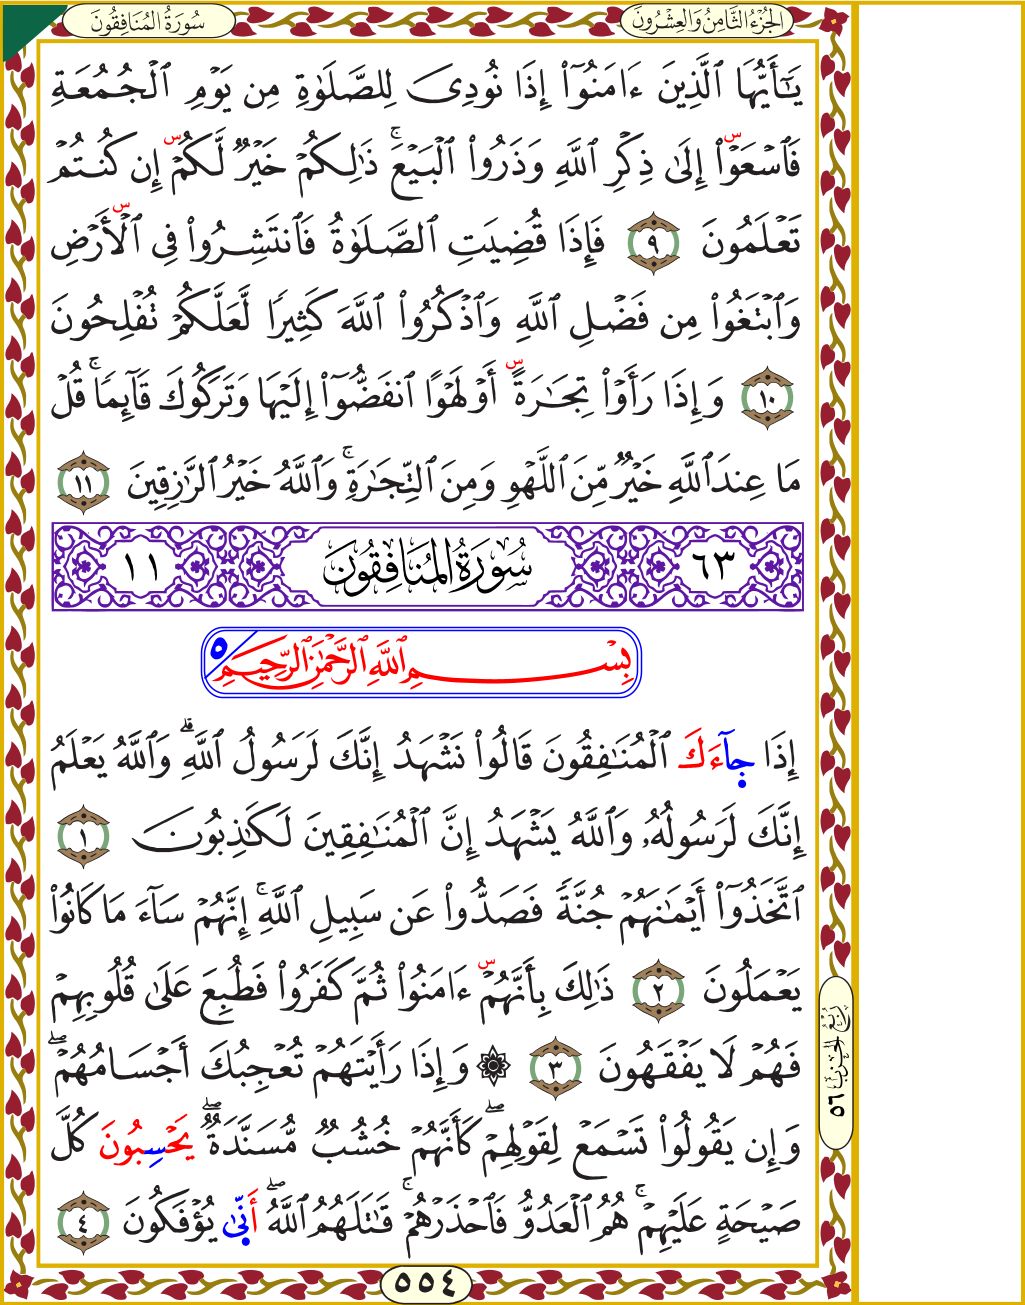 الجُزْءُ الثَّامِنُ وَالعِشْرُونَ
سُورَةُ المُنَافِقُونَ
يَـٰٓأَيُّهَا ٱلَّذِينَ ءَامَنُوٓا۟ إِذَا نُودِىَ لِلصَّلَوٰةِ مِن يَوْمِ ٱلْجُمُعَةِ
فَٱسْعَوْا۟ إِلَىٰ ذِكْرِ ٱللَّهِ وَذَرُوا۟ ٱلْبَيْعَ ۚ ذَٰلِكُمْ خَيْرٌ لَّكُمْ إِن كُنتُمْ
تَعْلَمُونَ ٩ فَإِذَا قُضِيَتِ ٱلصَّلَوٰةُ فَٱنتَشِرُوا۟ فِى ٱلْأَرْضِ
وَٱبْتَغُوا۟ مِن فَضْلِ ٱللَّهِ وَٱذْكُرُوا۟ ٱللَّهَ كَثِيرًا لَّعَلَّكُمْ تُفْلِحُونَ
١٠ وَإِذَا رَأَوْا۟ تِجَـٰرَةً أَوْ لَهْوًا ٱنفَضُّوٓا۟ إِلَيْهَا وَتَرَكُوكَ قَآئِمًا ۚ قُلْ
مَا عِندَ ٱللَّهِ خَيْرٌ مِّنَ ٱللَّهْوِ وَمِنَ ٱلتِّجَـٰرَةِ ۚ وَٱللَّهُ خَيْرُ ٱلرَّٰزِقِينَ ١١
٦٣ سُورَةُ المُنَافِقُونَ ١١
بِسْمِ ٱللَّهِ ٱلرَّحْمَـٰنِ ٱلرَّحِيمِ ٥
إِذَا جَآءَكَ ٱلْمُنَـٰفِقُونَ قَالُوا۟ نَشْهَدُ إِنَّكَ لَرَسُولُ ٱللَّهِ ۗ وَٱللَّهُ يَعْلَمُ
إِنَّكَ لَرَسُولُهُۥ وَٱللَّهُ يَشْهَدُ إِنَّ ٱلْمُنَـٰفِقِينَ لَكَـٰذِبُونَ ١
ٱتَّخَذُوٓا۟ أَيْمَـٰنَهُمْ جُنَّةً فَصَدُّوا۟ عَن سَبِيلِ ٱللَّهِ ۚ إِنَّهُمْ سَآءَ مَا كَانُوا۟
يَعْمَلُونَ ٢ ذَٰلِكَ بِأَنَّهُمْ ءَامَنُوا۟ ثُمَّ كَفَرُوا۟ فَطُبِعَ عَلَىٰ قُلُوبِهِمْ
فَهُمْ لَا يَفْقَهُونَ ٣ ۞ وَإِذَا رَأَيْتَهُمْ تُعْجِبُكَ أَجْسَامُهُمْ ۖ
وَإِن يَقُولُوا۟ تَسْمَعْ لِقَوْلِهِمْ ۖ كَأَنَّهُمْ خُشُبٌ مُّسَنَّدَةٌ ۖ يَحْسِبُونَ كُلَّ
صَيْحَةٍ عَلَيْهِمْ ۚ هُمُ ٱلْعَدُوُّ فَٱحْذَرْهُمْ ۚ قَـٰتَلَهُمُ ٱللَّهُ ۖ أَنَّىٰ يُؤْفَكُونَ ٤
رُبْعُ الحِزْبِ ٥٦
٥٥٤